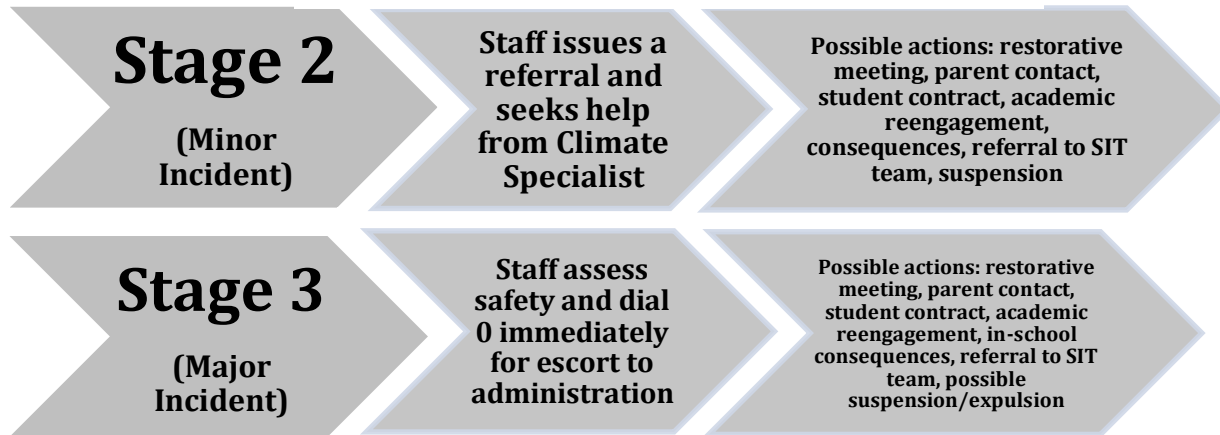 Stage 2
(Minor
Incident)
Staff issues a
referral and
seeks help
from Climate
Specialist
Possible actions: restorative
meeting, parent contact,
student contract, academic
reengagement,
consequences, referral to SIT
team, suspension
Stage 3
(Major
Incident)
Staff assess
safety and dial
0 immediately
for escort to
administration
Possible actions: restorative
meeting, parent contact,
student contract, academic
reengagement, in-school
consequences, referral to SIT
team, possible
suspension/expulsion